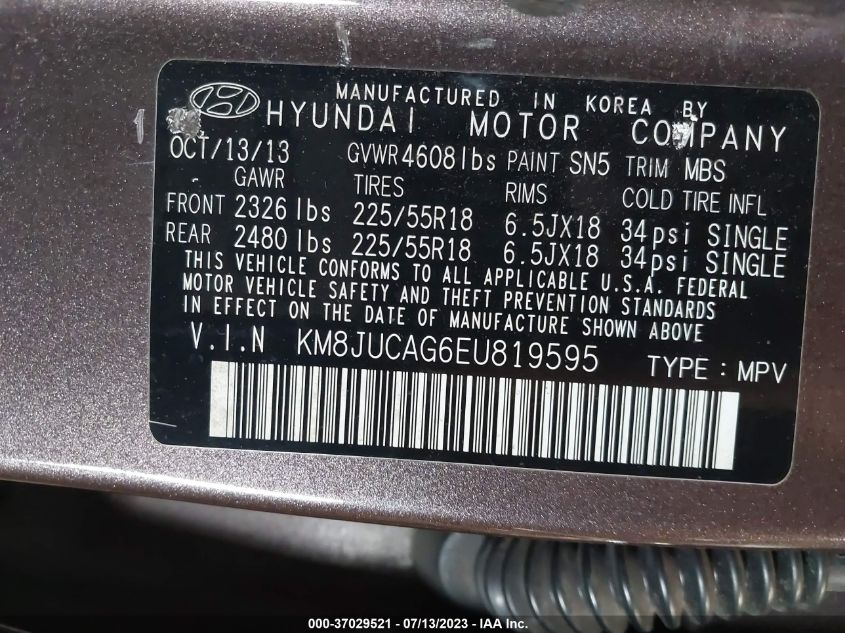 MANUFACTURED IN KOREA BY
HYUNDAI MOTOR COMPANY
OCT/13/13 GVWR 4608lbs PAINT SN5 TRIM MBS
GAWR TIRES RIMS COLD TIRE INFL
FRONT 2326 lbs 225/55R18 6.5JX18 34psi SINGLE
REAR 2480 lbs 225/55R18 6.5JX18 34psi SINGLE
THIS VEHICLE CONFORMS TO ALL APPLICABLE U.S.A. FEDERAL
MOTOR VEHICLE SAFETY AND THEFT PREVENTION STANDARDS
IN EFFECT ON THE DATE OF MANUFACTURE SHOWN ABOVE
V.I.N KM8JUCAG6EU819595 TYPE : MPV
000-37029521 - 07/13/2023 - IAA Inc.